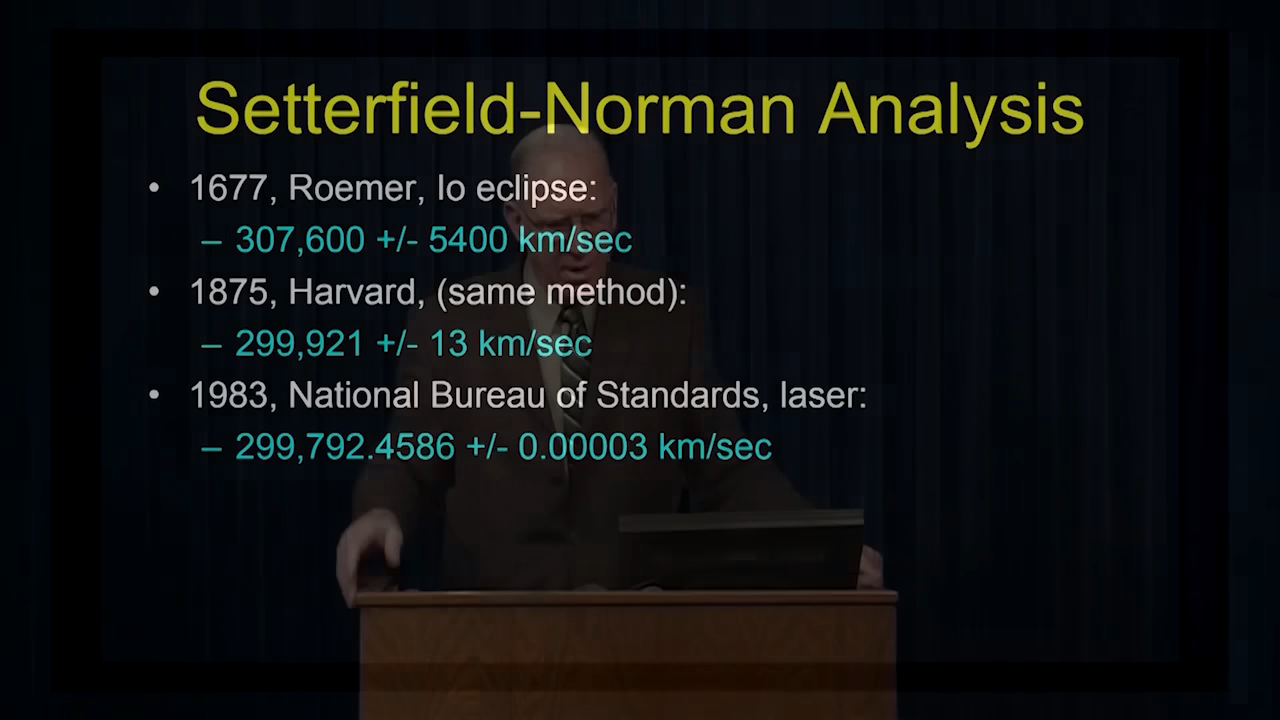 Setterfield-Norman Analysis
• 1677, Roemer, Io eclipse:
– 307,600 +/- 5400 km/sec
• 1875, Harvard, (same method):
– 299,921 +/- 13 km/sec
• 1983, National Bureau of Standards, laser:
– 299,792.4586 +/- 0.00003 km/sec